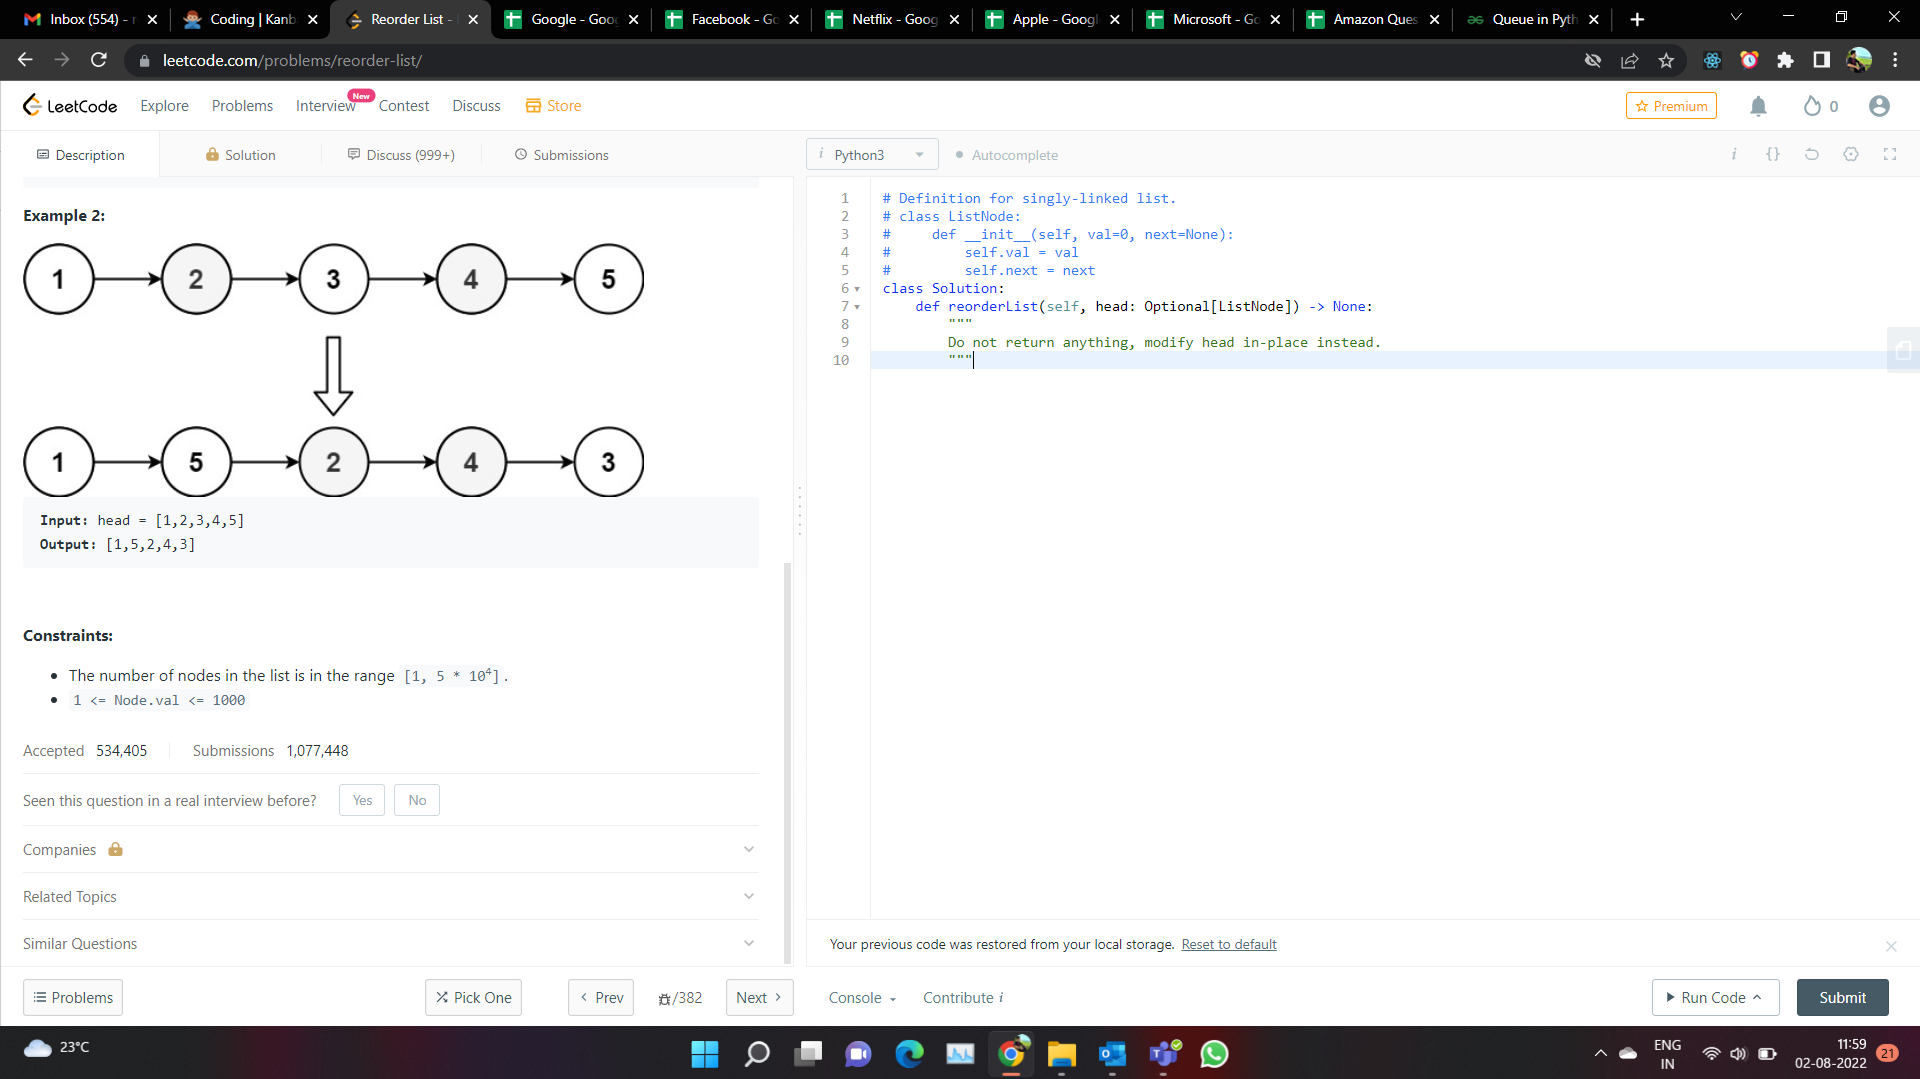 Inbox (554) - r
Coding | Kanb
Reorder List -
Google - Goog
Facebook - Go
Netflix - Goog
Apple - Googl
Microsoft - Go
Amazon Ques
Queue in Pyth
leetcode.com/problems/reorder-list/
LeetCode Explore Problems Interview New Contest Discuss Store
Premium
0
Description Solution Discuss (999+) Submissions
i Python3 Autocomplete
i {}
Example 2:
1 2 3 4 5
1 5 2 4 3
Input: head = [1,2,3,4,5]
Output: [1,5,2,4,3]
Constraints:
• The number of nodes in the list is in the range [1, 5 * 10⁴].
• 1 <= Node.val <= 1000
Accepted 534,405 Submissions 1,077,448
Seen this question in a real interview before? Yes No
Companies
Related Topics
Similar Questions
Problems Pick One Prev /382 Next
1 # Definition for singly-linked list.
2 # class ListNode:
3 #     def __init__(self, val=0, next=None):
4 #         self.val = val
5 #         self.next = next
6 class Solution:
7     def reorderList(self, head: Optional[ListNode]) -> None:
8         """
9         Do not return anything, modify head in-place instead.
10         """
Your previous code was restored from your local storage. Reset to default
Console Contribute i Run Code Submit
23°C
ENG
IN
11:59
02-08-2022
21